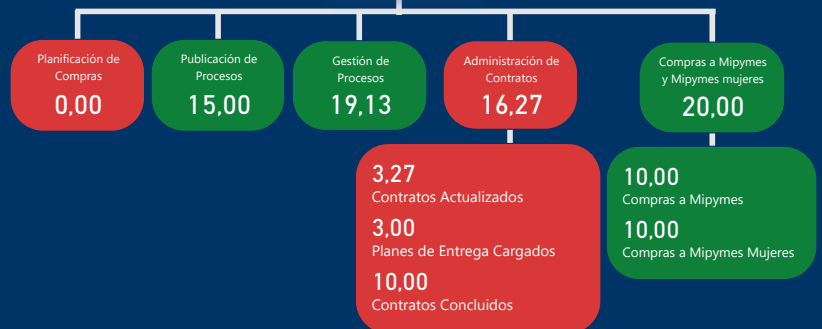 Planificación de
Compras
0,00
Publicación de
Procesos
15,00
Gestión de
Procesos
19,13
Administración de
Contratos
16,27
Compras a Mipymes
y Mipymes mujeres
20,00
3,27
Contratos Actualizados
3,00
Planes de Entrega Cargados
10,00
Contratos Concluidos
10,00
Compras a Mipymes
10,00
Compras a Mipymes Mujeres